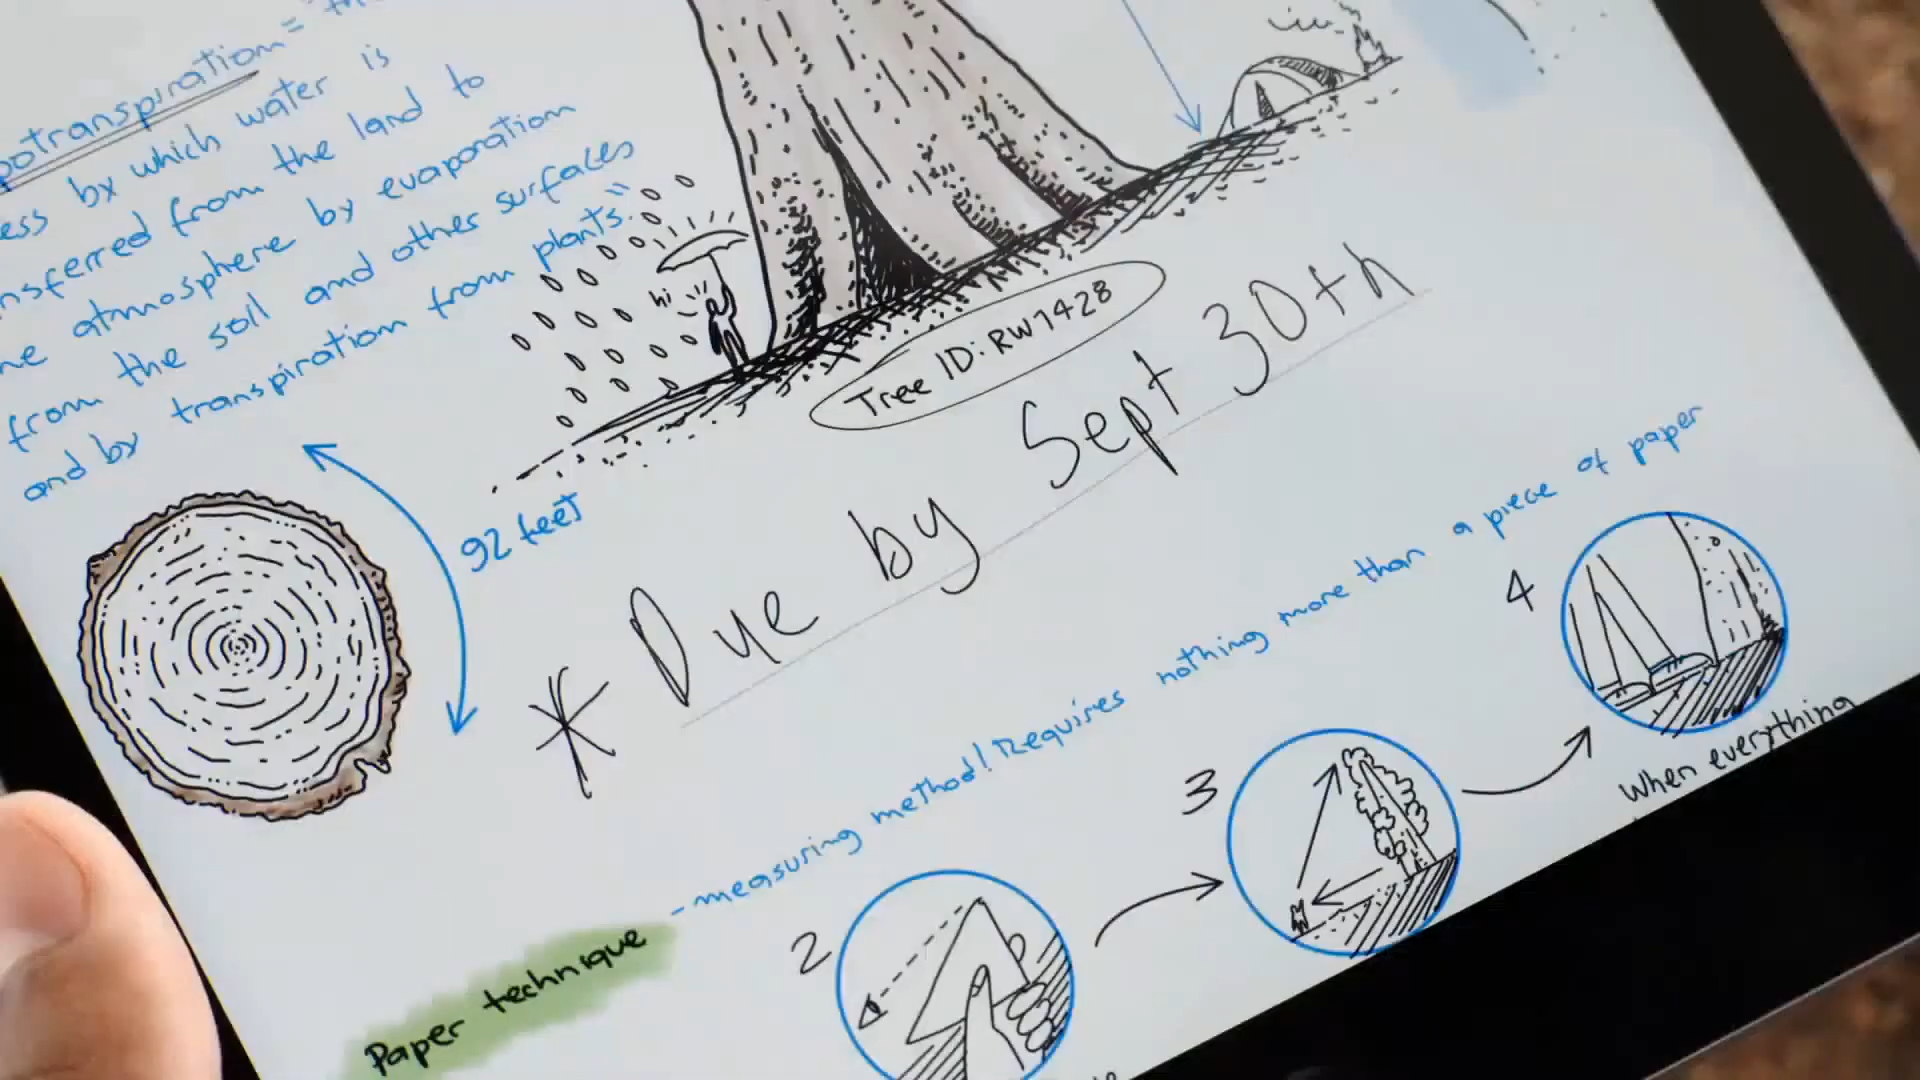 potranspiration =
ess by which water is
nsferred from the land to
he atmosphere by evaporation
from the soil and other surfaces
and by transpiration from plants."
hi
Tree ID: RW1428
92 feet
* Due by Sept 30th
Paper technique
- measuring method! Requires nothing more than a piece of paper
2
3
4
When everything